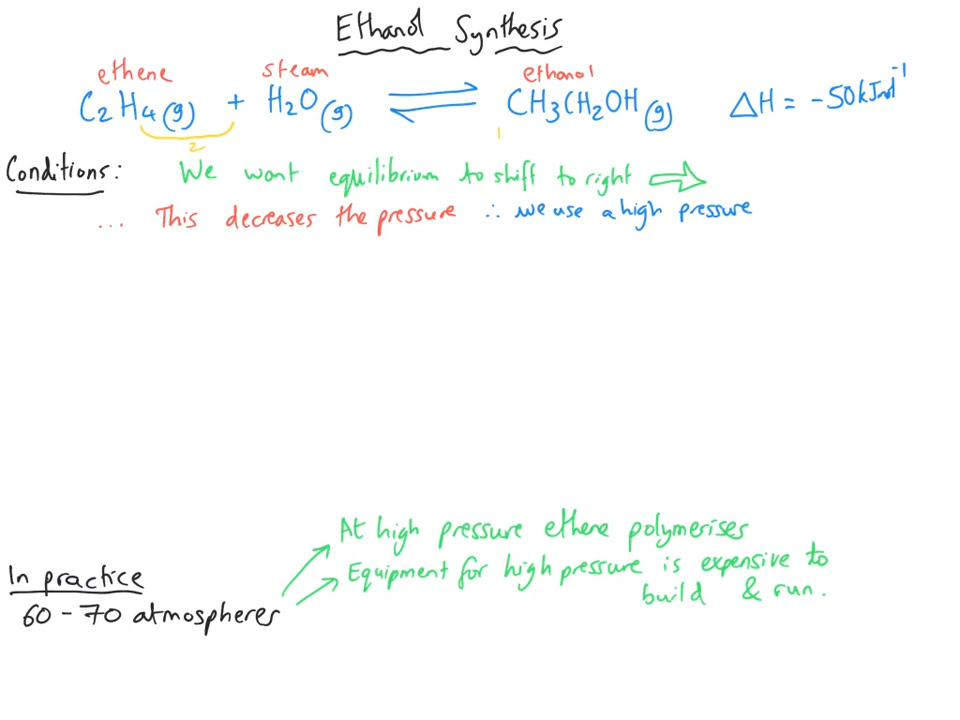 Ethanol Synthesis
ethene steam ethanol
C2H4(g) + H2O(g) ⇌ CH3CH2OH(g) ΔH = -50kJmol⁻¹
2 1
Conditions: We want equilibrium to shift to right ⇒
... This decreases the pressure ∴ we use a high pressure
At high pressure ethene polymerises
Equipment for high pressure is expensive to
build & run.
In practice
60 - 70 atmospheres